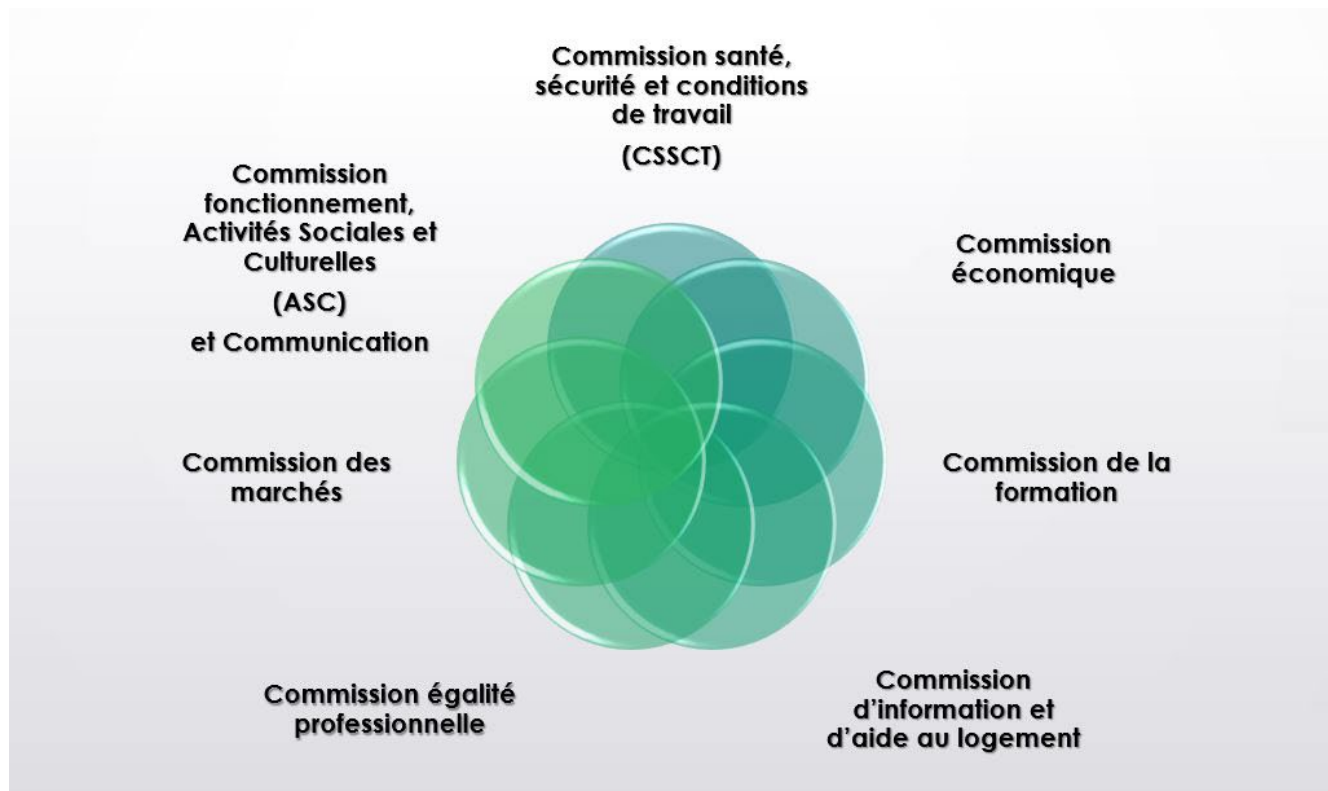 Commission santé,
sécurité et conditions
de travail
(CSSCT)
Commission
économique
Commission de la
formation
Commission
d’information et
d’aide au logement
Commission égalité
professionnelle
Commission des
marchés
Commission
fonctionnement,
Activités Sociales et
Culturelles
(ASC)
et Communication